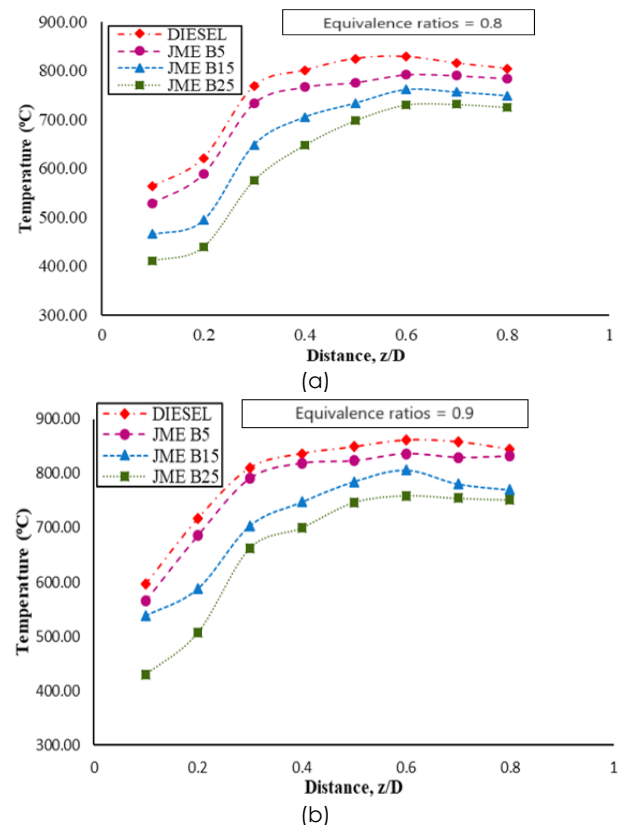 Equivalence ratios = 0.8
DIESEL
JME B5
JME B15
JME B25
Temperature (⁰C)
900.00
800.00
700.00
600.00
500.00
400.00
300.00
0 0.2 0.4 0.6 0.8 1
Distance, z/D
(a)
Equivalence ratios = 0.9
DIESEL
JME B5
JME B15
JME B25
Temperature (⁰C)
900.00
800.00
700.00
600.00
500.00
400.00
300.00
0 0.2 0.4 0.6 0.8 1
Distance, z/D
(b)